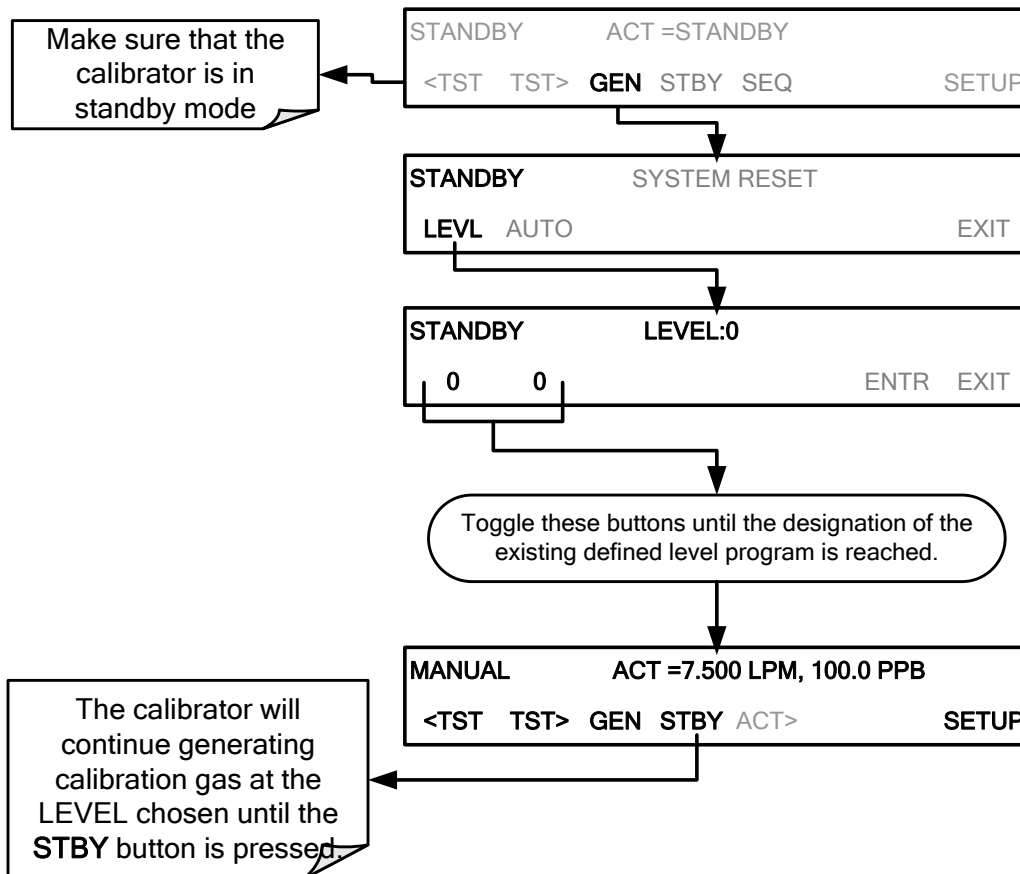 Make sure that the
calibrator is in
standby mode
STANDBY ACT =STANDBY
<TST TST> GEN STBY SEQ SETUP
STANDBY SYSTEM RESET
LEVL AUTO EXIT
STANDBY LEVEL:0
0 0 ENTR EXIT
Toggle these buttons until the designation of the
existing defined level program is reached.
MANUAL ACT =7.500 LPM, 100.0 PPB
<TST TST> GEN STBY ACT> SETUP
The calibrator will
continue generating
calibration gas at the
LEVEL chosen until the
STBY button is pressed.